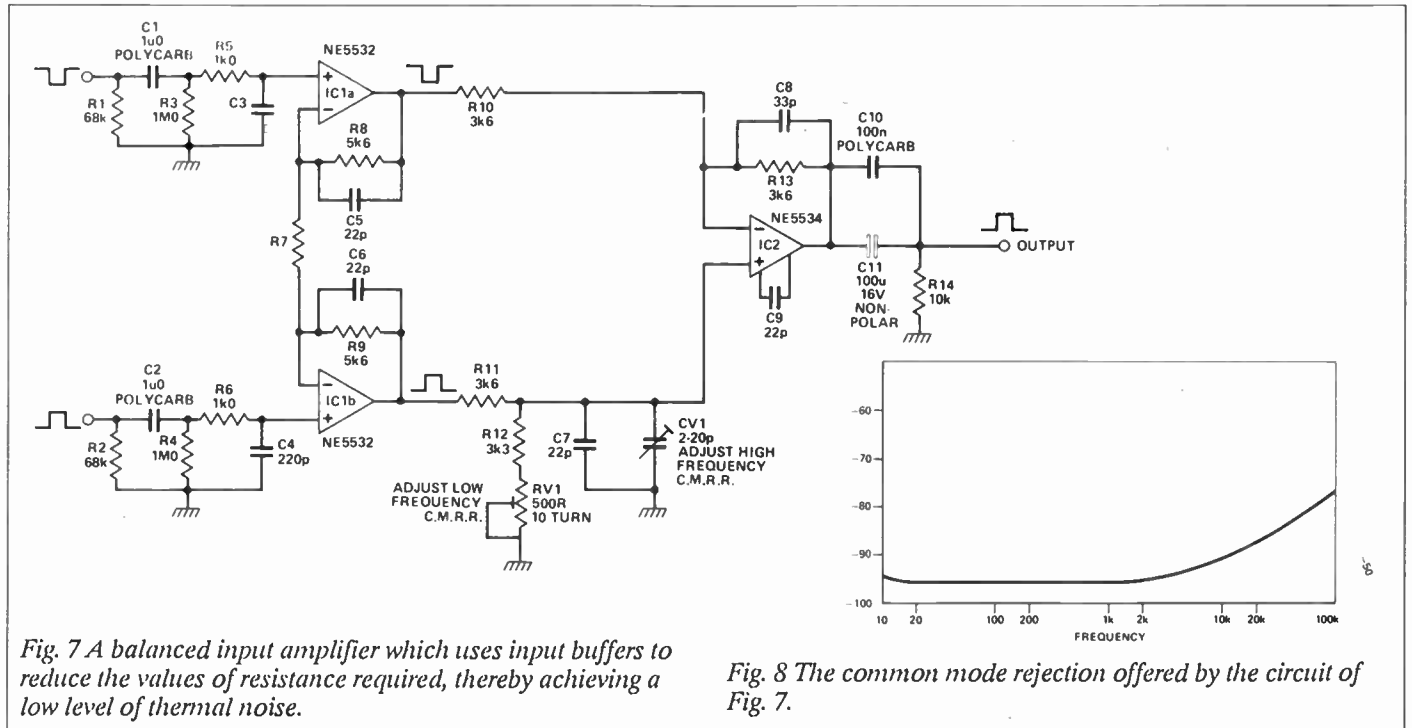 C1
1u0
POLYCARB
R5
1k0
NE5532
+
IC1a
−
R1
68k
R3
1M0
C3
R8
5k6
C5
22p
R10
3k6
C8
33p
R13
3k6
C10
100n
POLYCARB
NE5534
−
IC2
+
C9
22p
C11
100u
16V
NON-
POLAR
OUTPUT
R14
10k
R7
C6
22p
R9
5k6
C2
1u0
POLYCARB
R6
1k0
−
IC1b
+
NE5532
R2
68k
R4
1M0
C4
220p
R11
3k6
R12
3k3
C7
22p
CV1
2-20p
ADJUST HIGH
FREQUENCY
C.M.R.R.
ADJUST LOW
FREQUENCY
C.M.R.R.
RV1
500R
10 TURN
-60
-70
-80
-90
-100
10 20 100 200 1k 2k 10k 20k 100k
FREQUENCY
Fig. 7 A balanced input amplifier which uses input buffers to
reduce the values of resistance required, thereby achieving a
low level of thermal noise.
Fig. 8 The common mode rejection offered by the circuit of
Fig. 7.